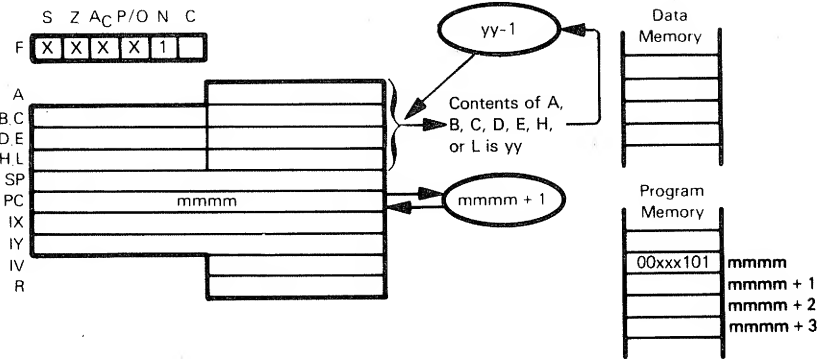 S Z AC P/O N C
F X X X X 1
A
B,C
D,E
H,L
SP
PC mmmm
IX
IY
IV
R
yy-1
Contents of A,
B, C, D, E, H,
or L is yy
mmmm + 1
Data
Memory
Program
Memory
00xxx101 mmmm
mmmm + 1
mmmm + 2
mmmm + 3